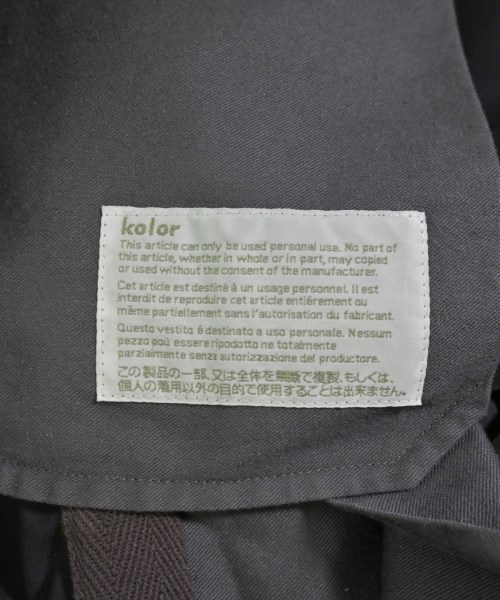 kolor
This article can only be used personal use. No part of
this article, whether in whole or in part, may copied
or used without the consent of the manufacturer.
Cet article est destiné à un usage personnel. Il est
interdit de reproduire cet article entièrement ou
même partiellement sans l'autorisation du fabricant.
Questo vestito é destinato a uso personale. Nessum
pezzo poú essere ripodotto ne totalmente
parzialmente senza autorizzazione del productore.
この製品の一部、又は全体を無断で複製、もしくは、
個人の着用以外の目的で使用することは出来ません。